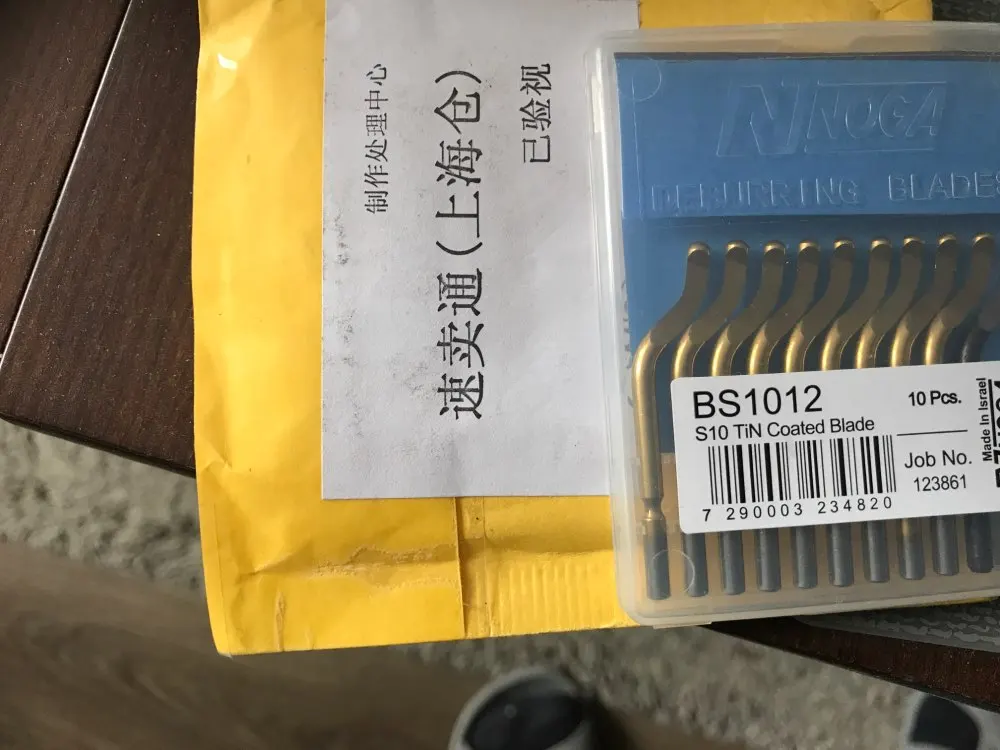 制作处理中心
速卖通(上海仓)
已验视
NOGA
DEBURRING BLADES
BS1012
10 Pcs.
S10 TiN Coated Blade
Job No.
123861
7 290003 234820
Made In Israel